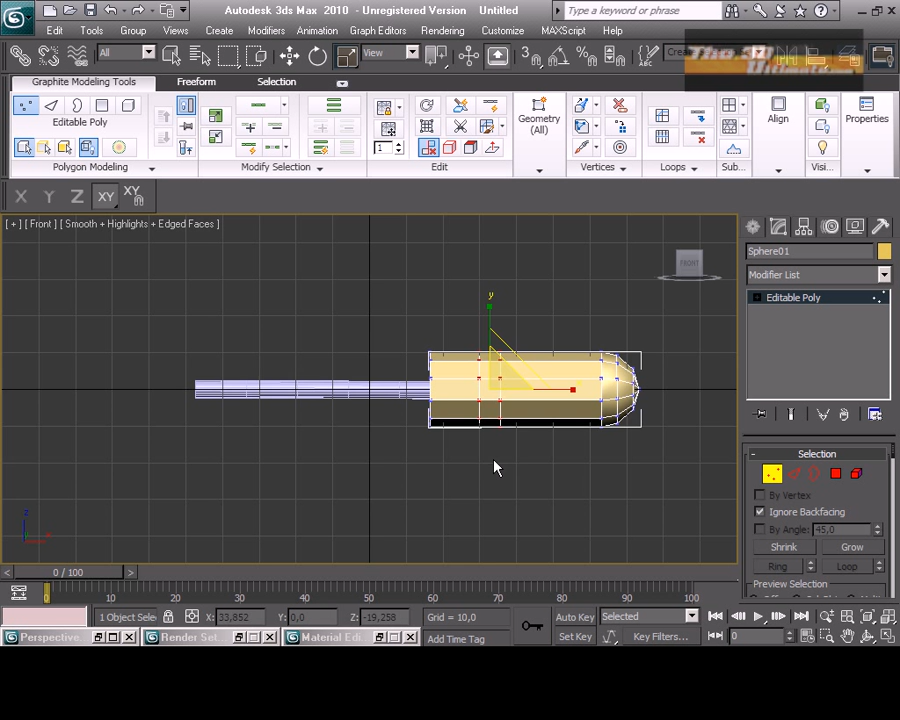 Autodesk 3ds Max 2010 - Unregistered Version Untitled
Type a keyword or phrase
Edit Tools Group Views Create Modifiers Animation Graph Editors Rendering Customize MAXScript Help
All View Create Se
Graphite Modeling Tools Freeform Selection
Editable Poly
1
Geometry
(All)
Align
Properties
Polygon Modeling Modify Selection Edit Vertices Loops Sub... Visi...
X Y Z XY XY
[ + ] [ Front ] [ Smooth + Highlights + Edged Faces ]
FRONT
y
z
Sphere01
Modifier List
Editable Poly
Selection
By Vertex
Ignore Backfacing
By Angle: 45,0
Shrink Grow
Ring Loop
Preview Selection
0 / 100
0 10 20 30 40 50 60 70 80 90 100
1 Object Sele X: 33,852 Y: 0,0 Z: -19,258 Grid = 10,0
Auto Key Selected
Set Key Key Filters...
0
Perspective Render Set... Material Edi...
Add Time Tag